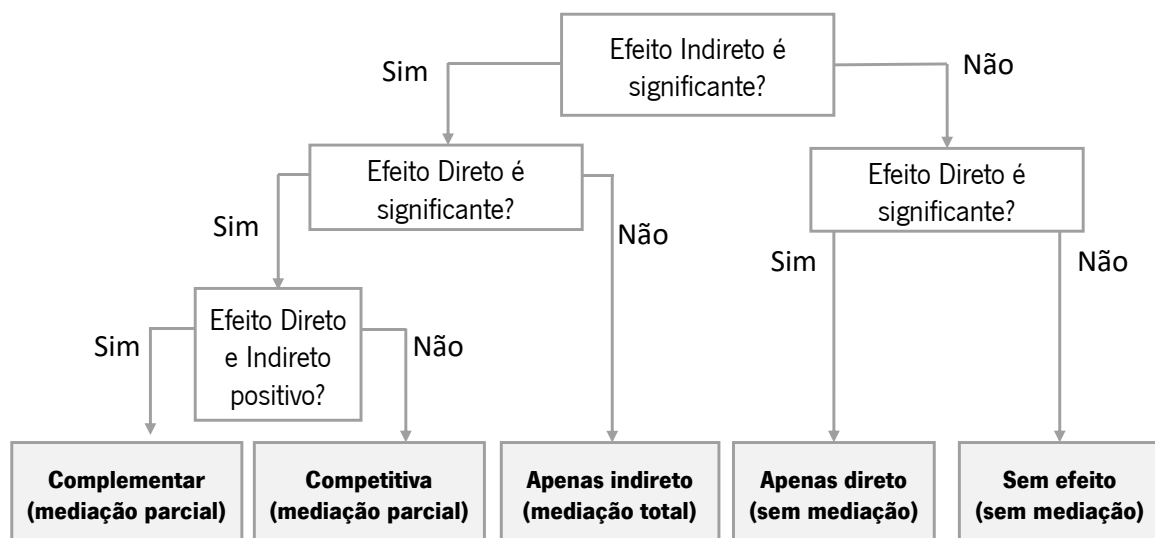 Efeito Indireto é
significante?
Sim
Não
Efeito Direto é
significante?
Efeito Direto é
significante?
Sim
Não
Sim
Não
Efeito Direto
e Indireto
positivo?
Sim
Não
Complementar
(mediação parcial)
Competitiva
(mediação parcial)
Apenas indireto
(mediação total)
Apenas direto
(sem mediação)
Sem efeito
(sem mediação)